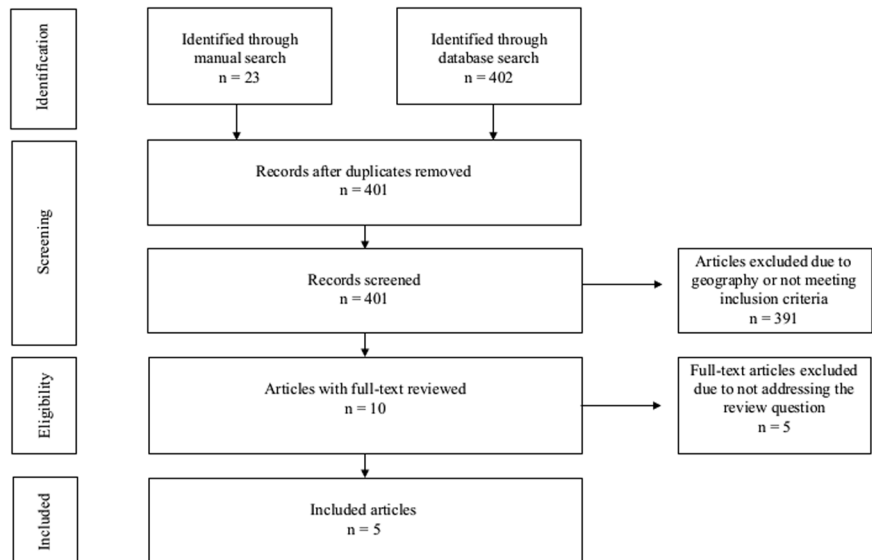 Identification
Identified through
manual search
n = 23
Identified through
database search
n = 402
Screening
Records after duplicates removed
n = 401
Records screened
n = 401
Articles excluded due to
geography or not meeting
inclusion criteria
n = 391
Eligibility
Articles with full-text reviewed
n = 10
Full-text articles excluded
due to not addressing the
review question
n = 5
Included
Included articles
n = 5